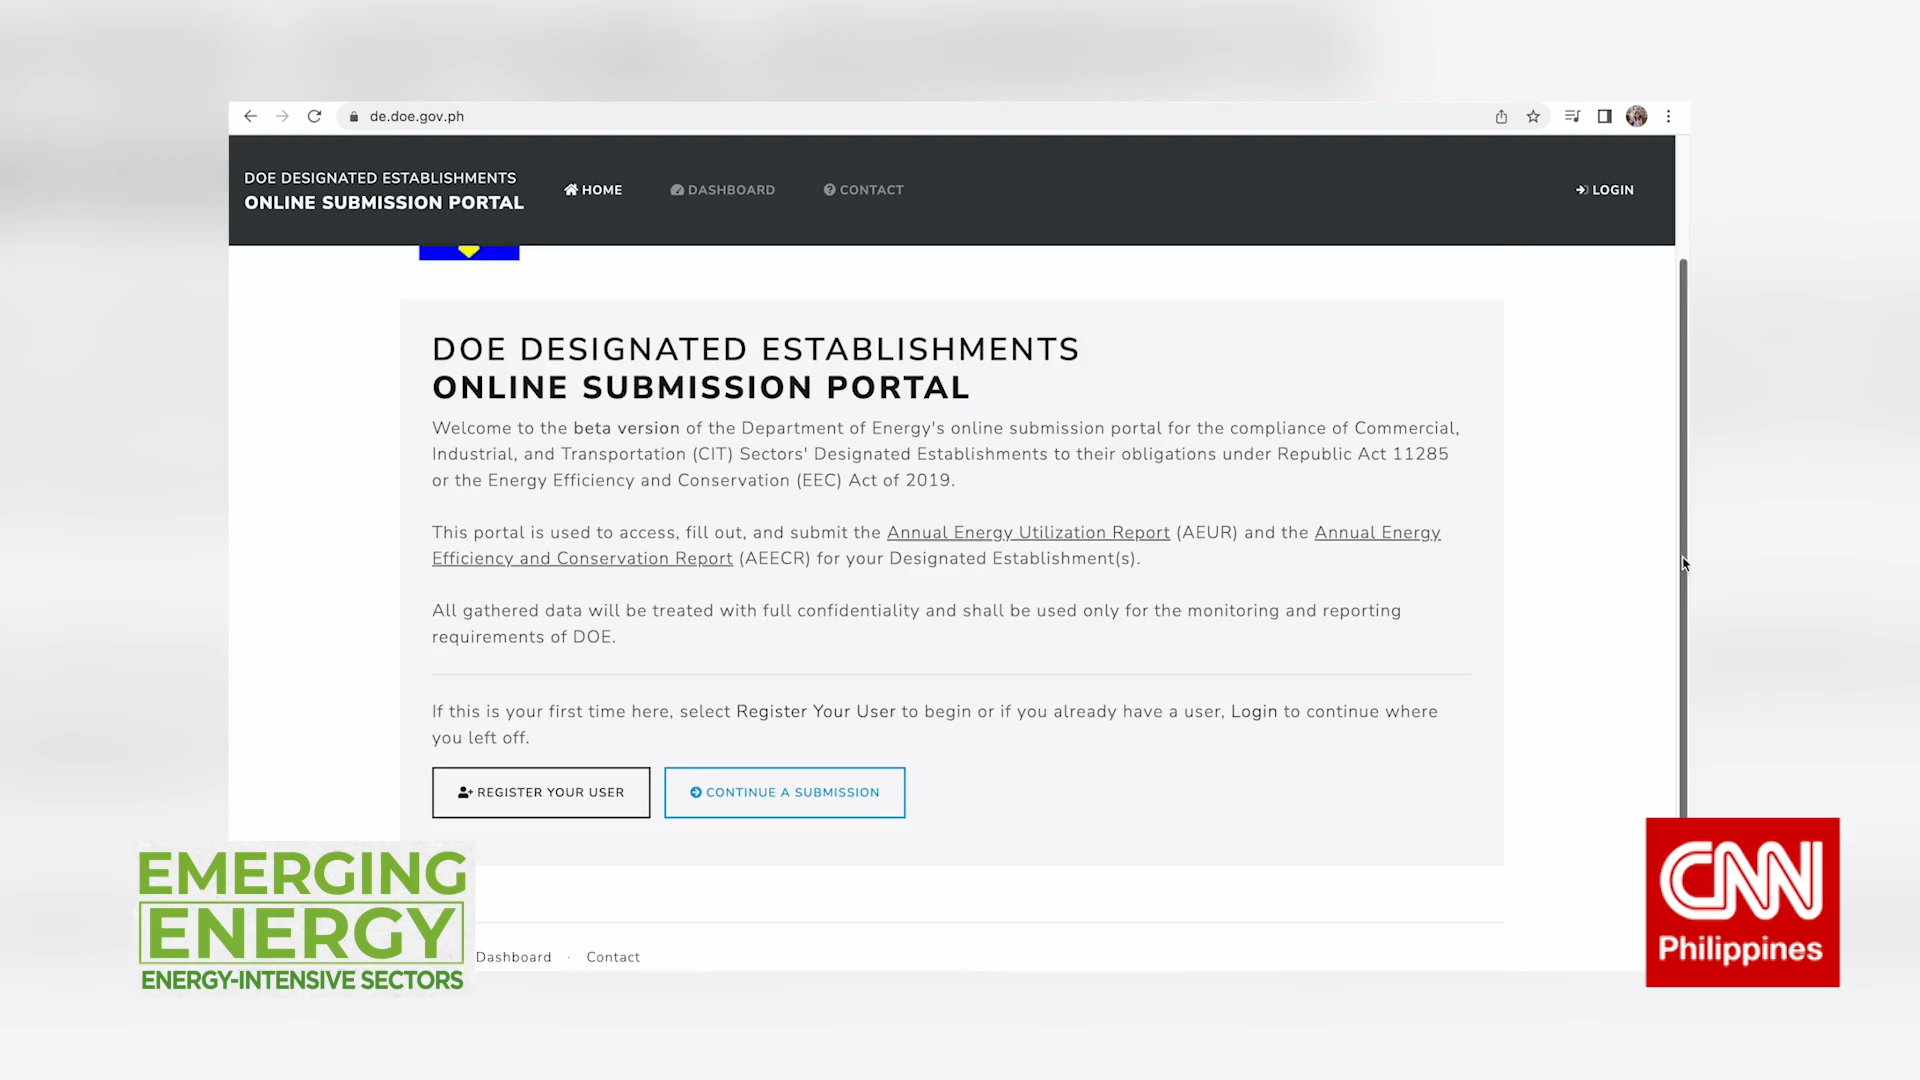 de.doe.gov.ph
DOE DESIGNATED ESTABLISHMENTS
ONLINE SUBMISSION PORTAL
HOME
DASHBOARD
CONTACT
LOGIN
DOE DESIGNATED ESTABLISHMENTS
ONLINE SUBMISSION PORTAL
Welcome to the beta version of the Department of Energy's online submission portal for the compliance of Commercial,
Industrial, and Transportation (CIT) Sectors' Designated Establishments to their obligations under Republic Act 11285
or the Energy Efficiency and Conservation (EEC) Act of 2019.
This portal is used to access, fill out, and submit the Annual Energy Utilization Report (AEUR) and the Annual Energy
Efficiency and Conservation Report (AEECR) for your Designated Establishment(s).
All gathered data will be treated with full confidentiality and shall be used only for the monitoring and reporting
requirements of DOE.
If this is your first time here, select Register Your User to begin or if you already have a user, Login to continue where
you left off.
REGISTER YOUR USER
CONTINUE A SUBMISSION
EMERGING
ENERGY
ENERGY-INTENSIVE SECTORS
Dashboard · Contact
CNN
Philippines